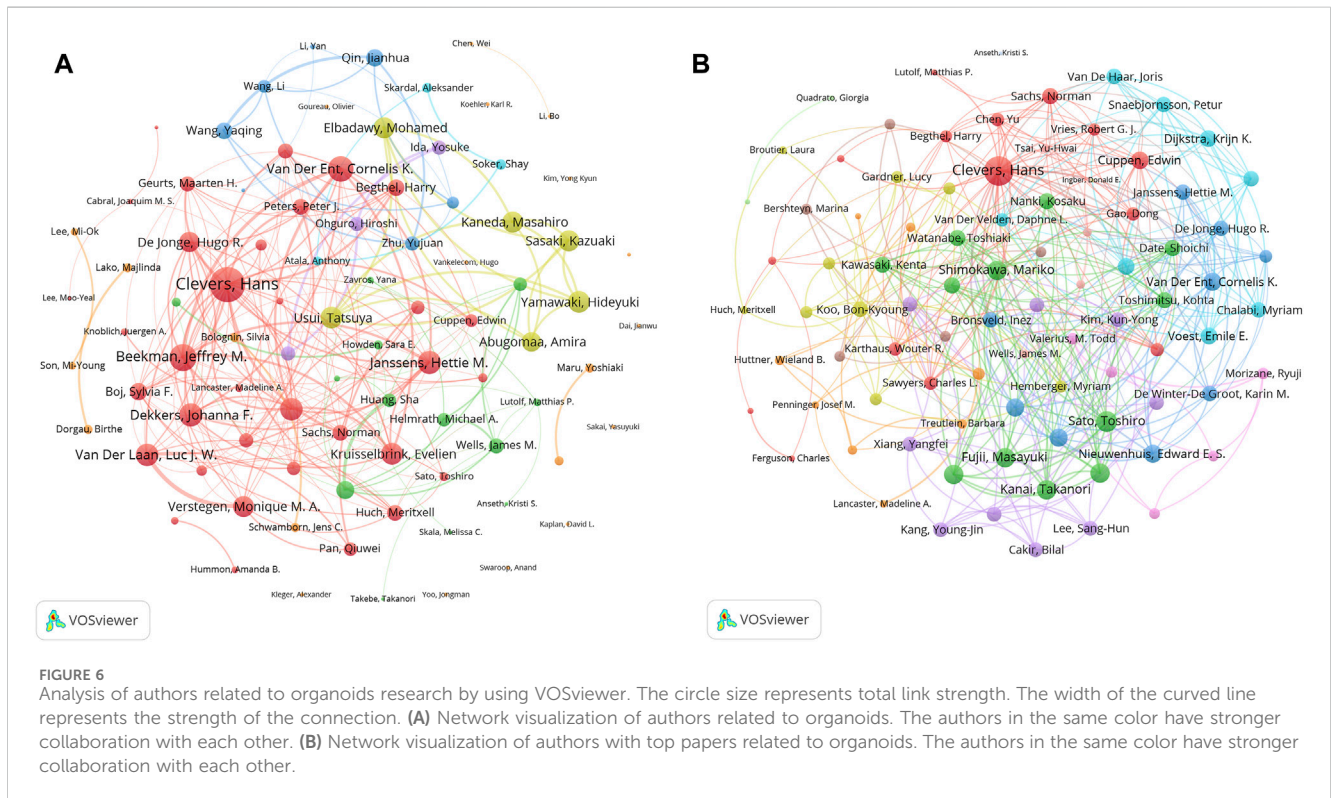 A
Li, Yan
Chen, Wei
Qin, Jianhua
Wang, Li
Skardal, Aleksander
Koehler, Karl R.
Goureau, Olivier
Li, Bo
Wang, Yaqing
Elbadawy, Mohamed
Ida, Yosuke
Soker, Shay
Van Der Ent, Cornelis K.
Kim, Yong Kyun
Geurts, Maarten H.
Begthel, Harry
Cabral, Joaquim M. S.
Peters, Peter J.
Kaneda, Masahiro
Ohguro, Hiroshi
Lee, Mi-Ok
De Jonge, Hugo R.
Zhu, Yujuan
Sasaki, Kazuaki
Lako, Majlinda
Atala, Anthony
Vankelecom, Hugo
Zavros, Yana
Clevers, Hans
Lee, Moo-Yeal
Yamawaki, Hideyuki
Usui, Tatsuya
Cuppen, Edwin
Knoblich, Juergen A.
Bolognin, Silvia
Dai, Jianwu
Howden, Sara E.
Abugomaa, Amira
Beekman, Jeffrey M.
Son, Mi-Young
Janssens, Hettie M.
Maru, Yoshiaki
Boj, Sylvia F.
Lancaster, Madeline A.
Huang, Sha
Lutolf, Matthias P.
Dekkers, Johanna F.
Helmrath, Michael A.
Dorgau, Birthe
Sakai, Yasuyuki
Sachs, Norman
Wells, James M.
Van Der Laan, Luc J. W.
Kruisselbrink, Evelien
Sato, Toshiro
Verstegen, Monique M. A.
Anseth, Kristi S.
Huch, Meritxell
Schwamborn, Jens C.
Kaplan, David L.
Skala, Melissa C.
Pan, Qiuwei
Hummon, Amanda B.
Swaroop, Anand
Kleger, Alexander
Takebe, Takanori
Yoo, Jongman
VOSviewer
B
Anseth, Kristi S.
Lutolf, Matthias P.
Van De Haar, Joris
Quadrato, Giorgia
Sachs, Norman
Snaebjornsson, Petur
Chen, Yu
Begthel, Harry
Vries, Robert G. J.
Dijkstra, Krijn K.
Broutier, Laura
Tsai, Yu-Hwai
Cuppen, Edwin
Clevers, Hans
Ingber, Donald E.
Gardner, Lucy
Janssens, Hettie M.
Nanki, Kosaku
Bershteyn, Marina
Gao, Dong
Van Der Velden, Daphne L.
De Jonge, Hugo R.
Watanabe, Toshiaki
Date, Shoichi
Kawasaki, Kenta
Shimokawa, Mariko
Van Der Ent, Cornelis K.
Toshimitsu, Kohta
Huch, Meritxell
Koo, Bon-Kyoung
Chalabi, Myriam
Bronsveld, Inez
Kim, Kun-Yong
Valerius, M. Todd
Voest, Emile E.
Karthaus, Wouter R.
Huttner, Wieland B.
Wells, James M.
Morizane, Ryuji
Sawyers, Charles L.
Hemberger, Myriam
De Winter-De Groot, Karin M.
Penninger, Josef M.
Treutlein, Barbara
Sato, Toshiro
Xiang, Yangfei
Nieuwenhuis, Edward E. S.
Ferguson, Charles
Fujii, Masayuki
Kanai, Takanori
Lancaster, Madeline A.
Kang, Young-Jin
Lee, Sang-Hun
Cakir, Bilal
VOSviewer
FIGURE 6
Analysis of authors related to organoids research by using VOSviewer. The circle size represents total link strength. The width of the curved line
represents the strength of the connection. (A) Network visualization of authors related to organoids. The authors in the same color have stronger
collaboration with each other. (B) Network visualization of authors with top papers related to organoids. The authors in the same color have stronger
collaboration with each other.